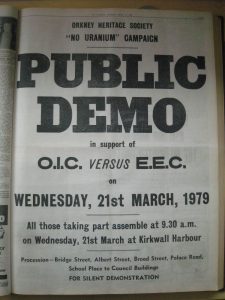 ORKNEY HERITAGE SOCIETY
"NO URANIUM" CAMPAIGN
PUBLIC
DEMO
in support of
O.I.C. VERSUS E.E.C.
on
WEDNESDAY, 21st MARCH, 1979
All those taking part assemble at 9.30 a.m.
on Wednesday, 21st March at Kirkwall Harbour
Procession—Bridge Street, Albert Street, Broad Street, Palace Road,
School Place to Council Buildings
FOR SILENT DEMONSTRATION